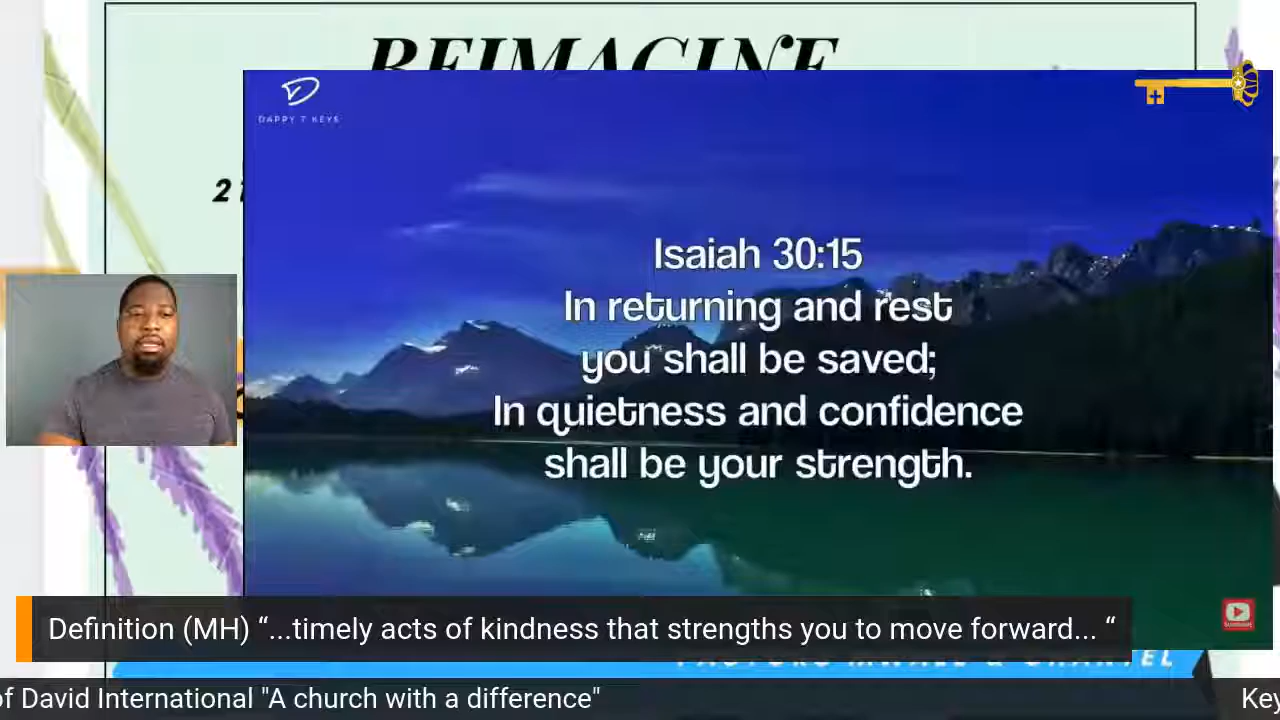 REIMAGINE
DAPPY T KEYS
2
Isaiah 30:15
In returning and rest
you shall be saved;
In quietness and confidence
shall be your strength.
SUBSCRIBE
Definition (MH) “...timely acts of kindness that strengths you to move forward... “
of David International "A church with a difference"
Key